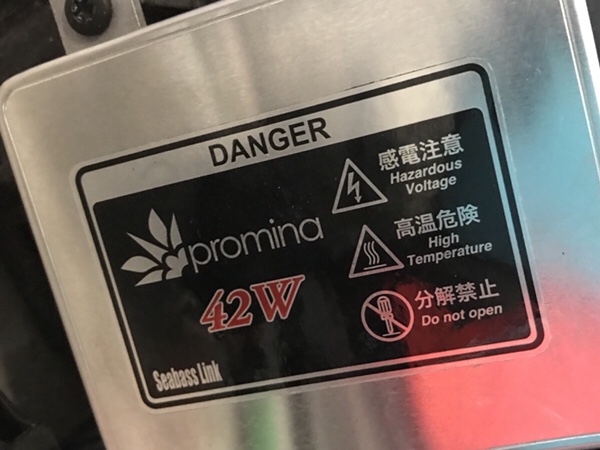 DANGER
promina
42W
Seabass Link
感電注意
Hazardous
Voltage
高温危険
High
Temperature
分解禁止
Do not open